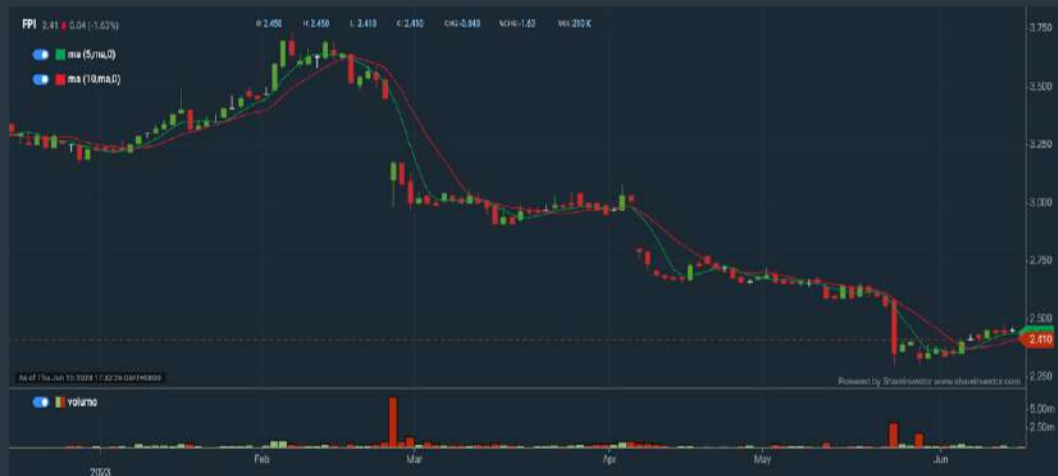 FPI 2.41 0.04 (-1.63%) O:2.450 H:2.450 L: 2.410 C:2.410 CHG:-0.040 %CHG:-1.63 VOL:210 K
ma (5,ma,0)
ma (10,ma,0)
3.750
3.500
3.250
3.000
2.750
2.500
2.410
2.250
Powered by ShareInvestor www.shareinvestor.com
volume
5.00m
2.50m
Feb Mar Apr May Jun
2023